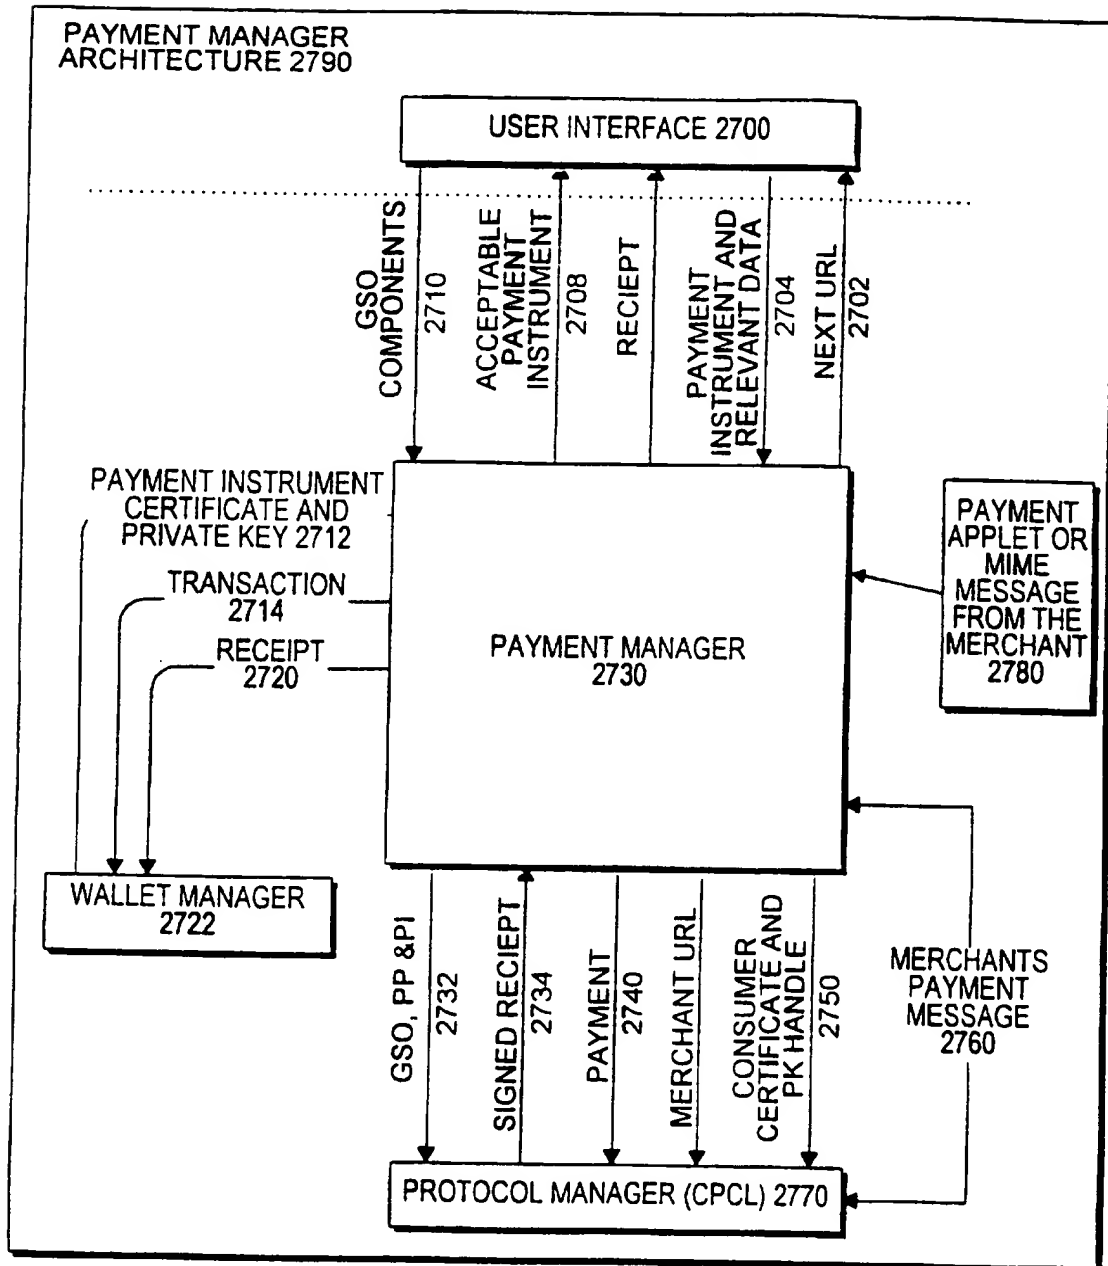 PAYMENT MANAGER
ARCHITECTURE 2790
USER INTERFACE 2700
GSO
COMPONENTS
2710
ACCEPTABLE
PAYMENT
INSTRUMENT
2708
RECIEPT
PAYMENT
INSTRUMENT AND
RELEVANT DATA
2704
NEXT URL
2702
PAYMENT INSTRUMENT
CERTIFICATE AND
PRIVATE KEY 2712
TRANSACTION
2714
RECEIPT
2720
PAYMENT MANAGER
2730
PAYMENT
APPLET OR
MIME
MESSAGE
FROM THE
MERCHANT
2780
WALLET MANAGER
2722
GSO, PP &PI
2732
SIGNED RECIEPT
2734
PAYMENT
2740
MERCHANT URL
CONSUMER
CERTIFICATE AND
PK HANDLE
2750
MERCHANTS
PAYMENT
MESSAGE
2760
PROTOCOL MANAGER (CPCL) 2770